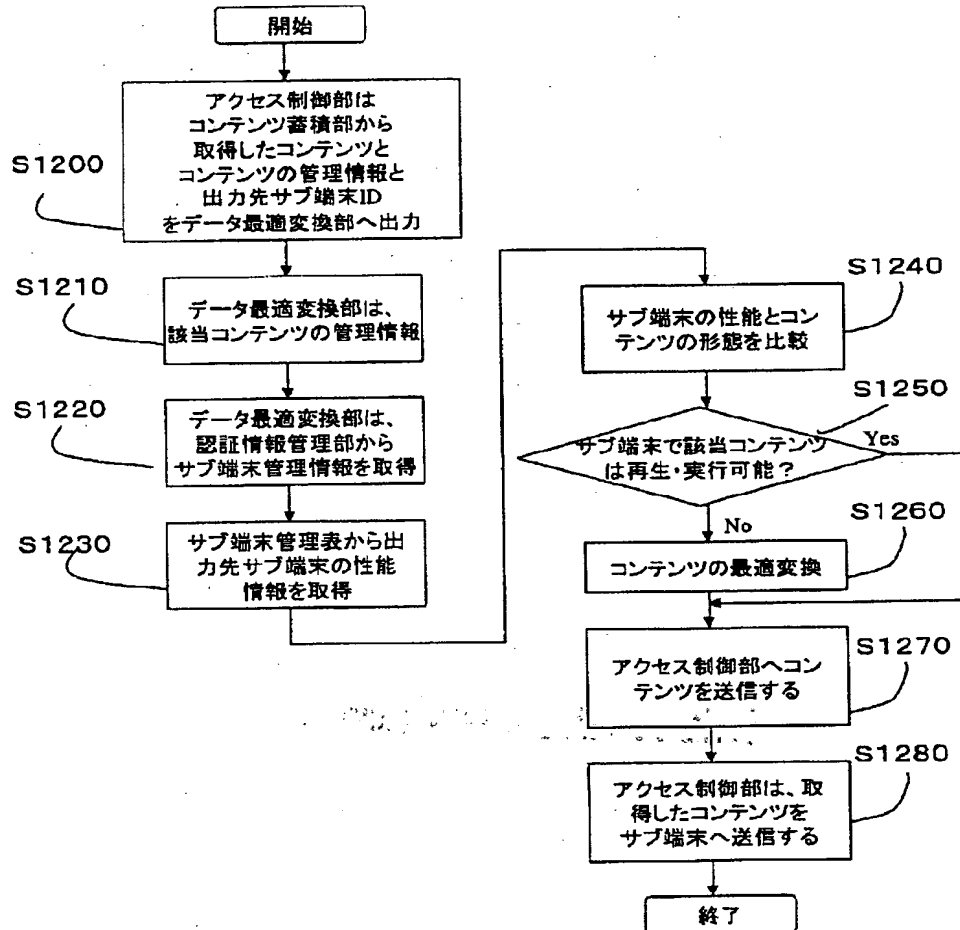 開始
S1200
アクセス制御部は
コンテンツ蓄積部から
取得したコンテンツと
コンテンツの管理情報と
出力先サブ端末ID
をデータ最適変換部へ出力
S1210
データ最適変換部は、
該当コンテンツの管理情報
S1220
データ最適変換部は、
認証情報管理部から
サブ端末管理情報を取得
S1230
サブ端末管理表から出
力先サブ端末の性能
情報を取得
S1240
サブ端末の性能とコン
テンツの形態を比較
S1250
サブ端末で該当コンテンツ
は再生・実行可能？
Yes
No
S1260
コンテンツの最適変換
S1270
アクセス制御部へコン
テンツを送信する
S1280
アクセス制御部は、取
得したコンテンツを
サブ端末へ送信する
終了